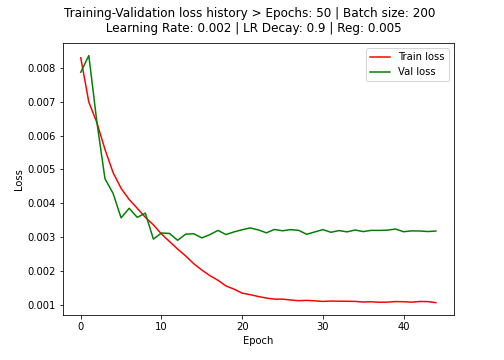 Training-Validation loss history > Epochs: 50 | Batch size: 200
Learning Rate: 0.002 | LR Decay: 0.9 | Reg: 0.005
Train loss
Val loss
0.008
0.007
0.006
0.005
0.004
0.003
0.002
0.001
Loss
0 10 20 30 40
Epoch